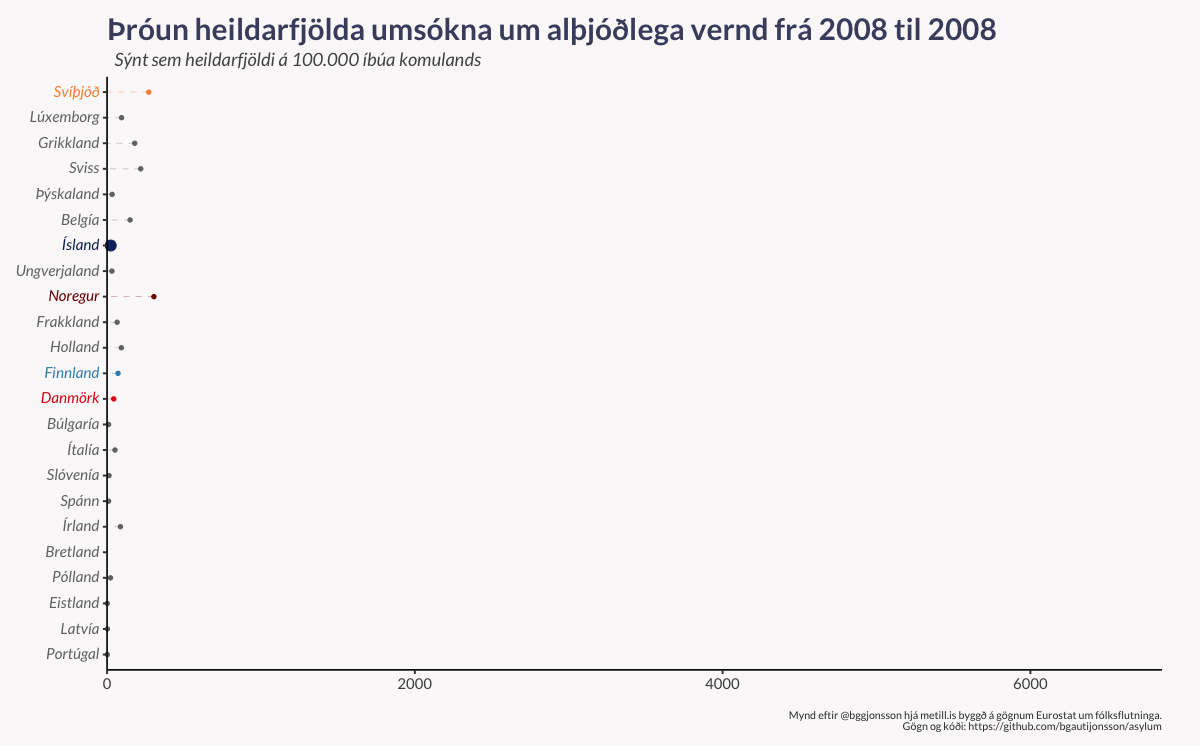 Þróun heildarfjölda umsókna um alþjóðlega vernd frá 2008 til 2008
Sýnt sem heildarfjöldi á 100.000 íbúa komulands
Svíþjóð
Lúxemborg
Grikkland
Sviss
Þýskaland
Belgía
Ísland
Ungverjaland
Noregur
Frakkland
Holland
Finnland
Danmörk
Búlgaría
Ítalía
Slóvenía
Spánn
Írland
Bretland
Pólland
Eistland
Latvía
Portúgal
0 2000 4000 6000
Mynd eftir @bggjonsson hjá metill.is byggð á gögnum Eurostat um fólksflutninga.
Gögn og kóði: https://github.com/bgautijonsson/asylum